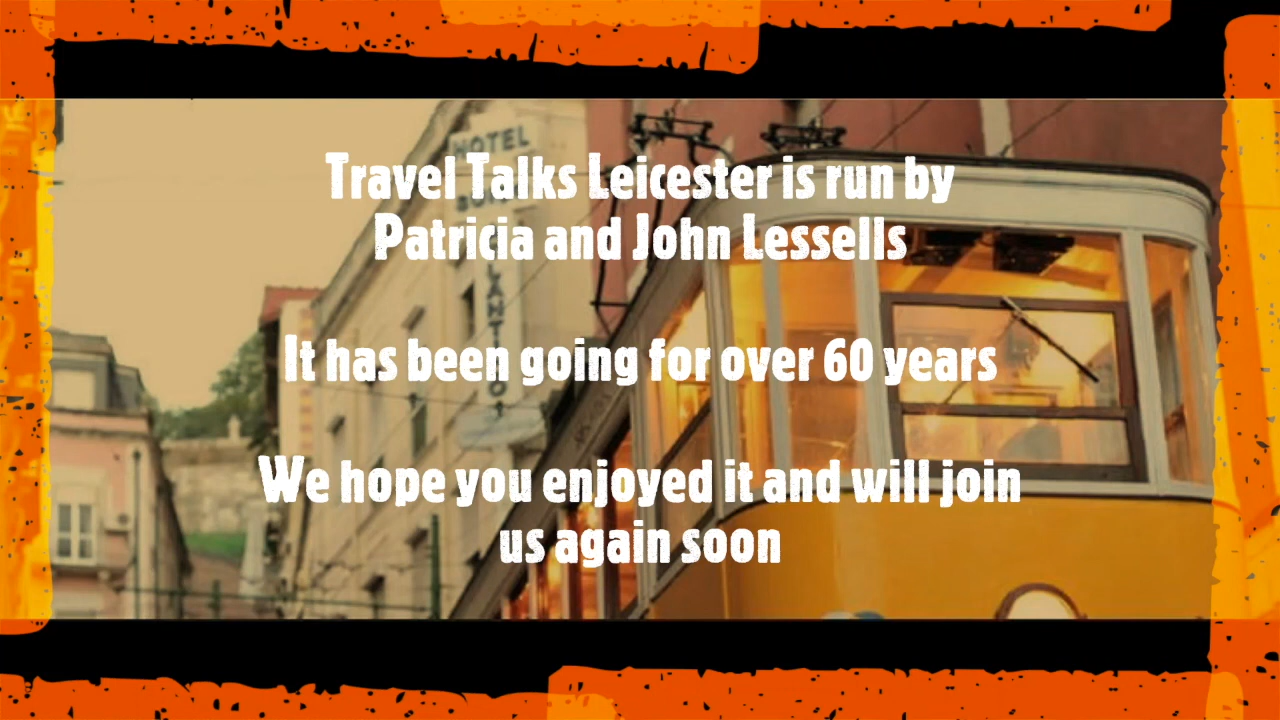 HOTEL
Travel Talks Leicester is run by
Patricia and John Lessells
It has been going for over 60 years
We hope you enjoyed it and will join
us again soon